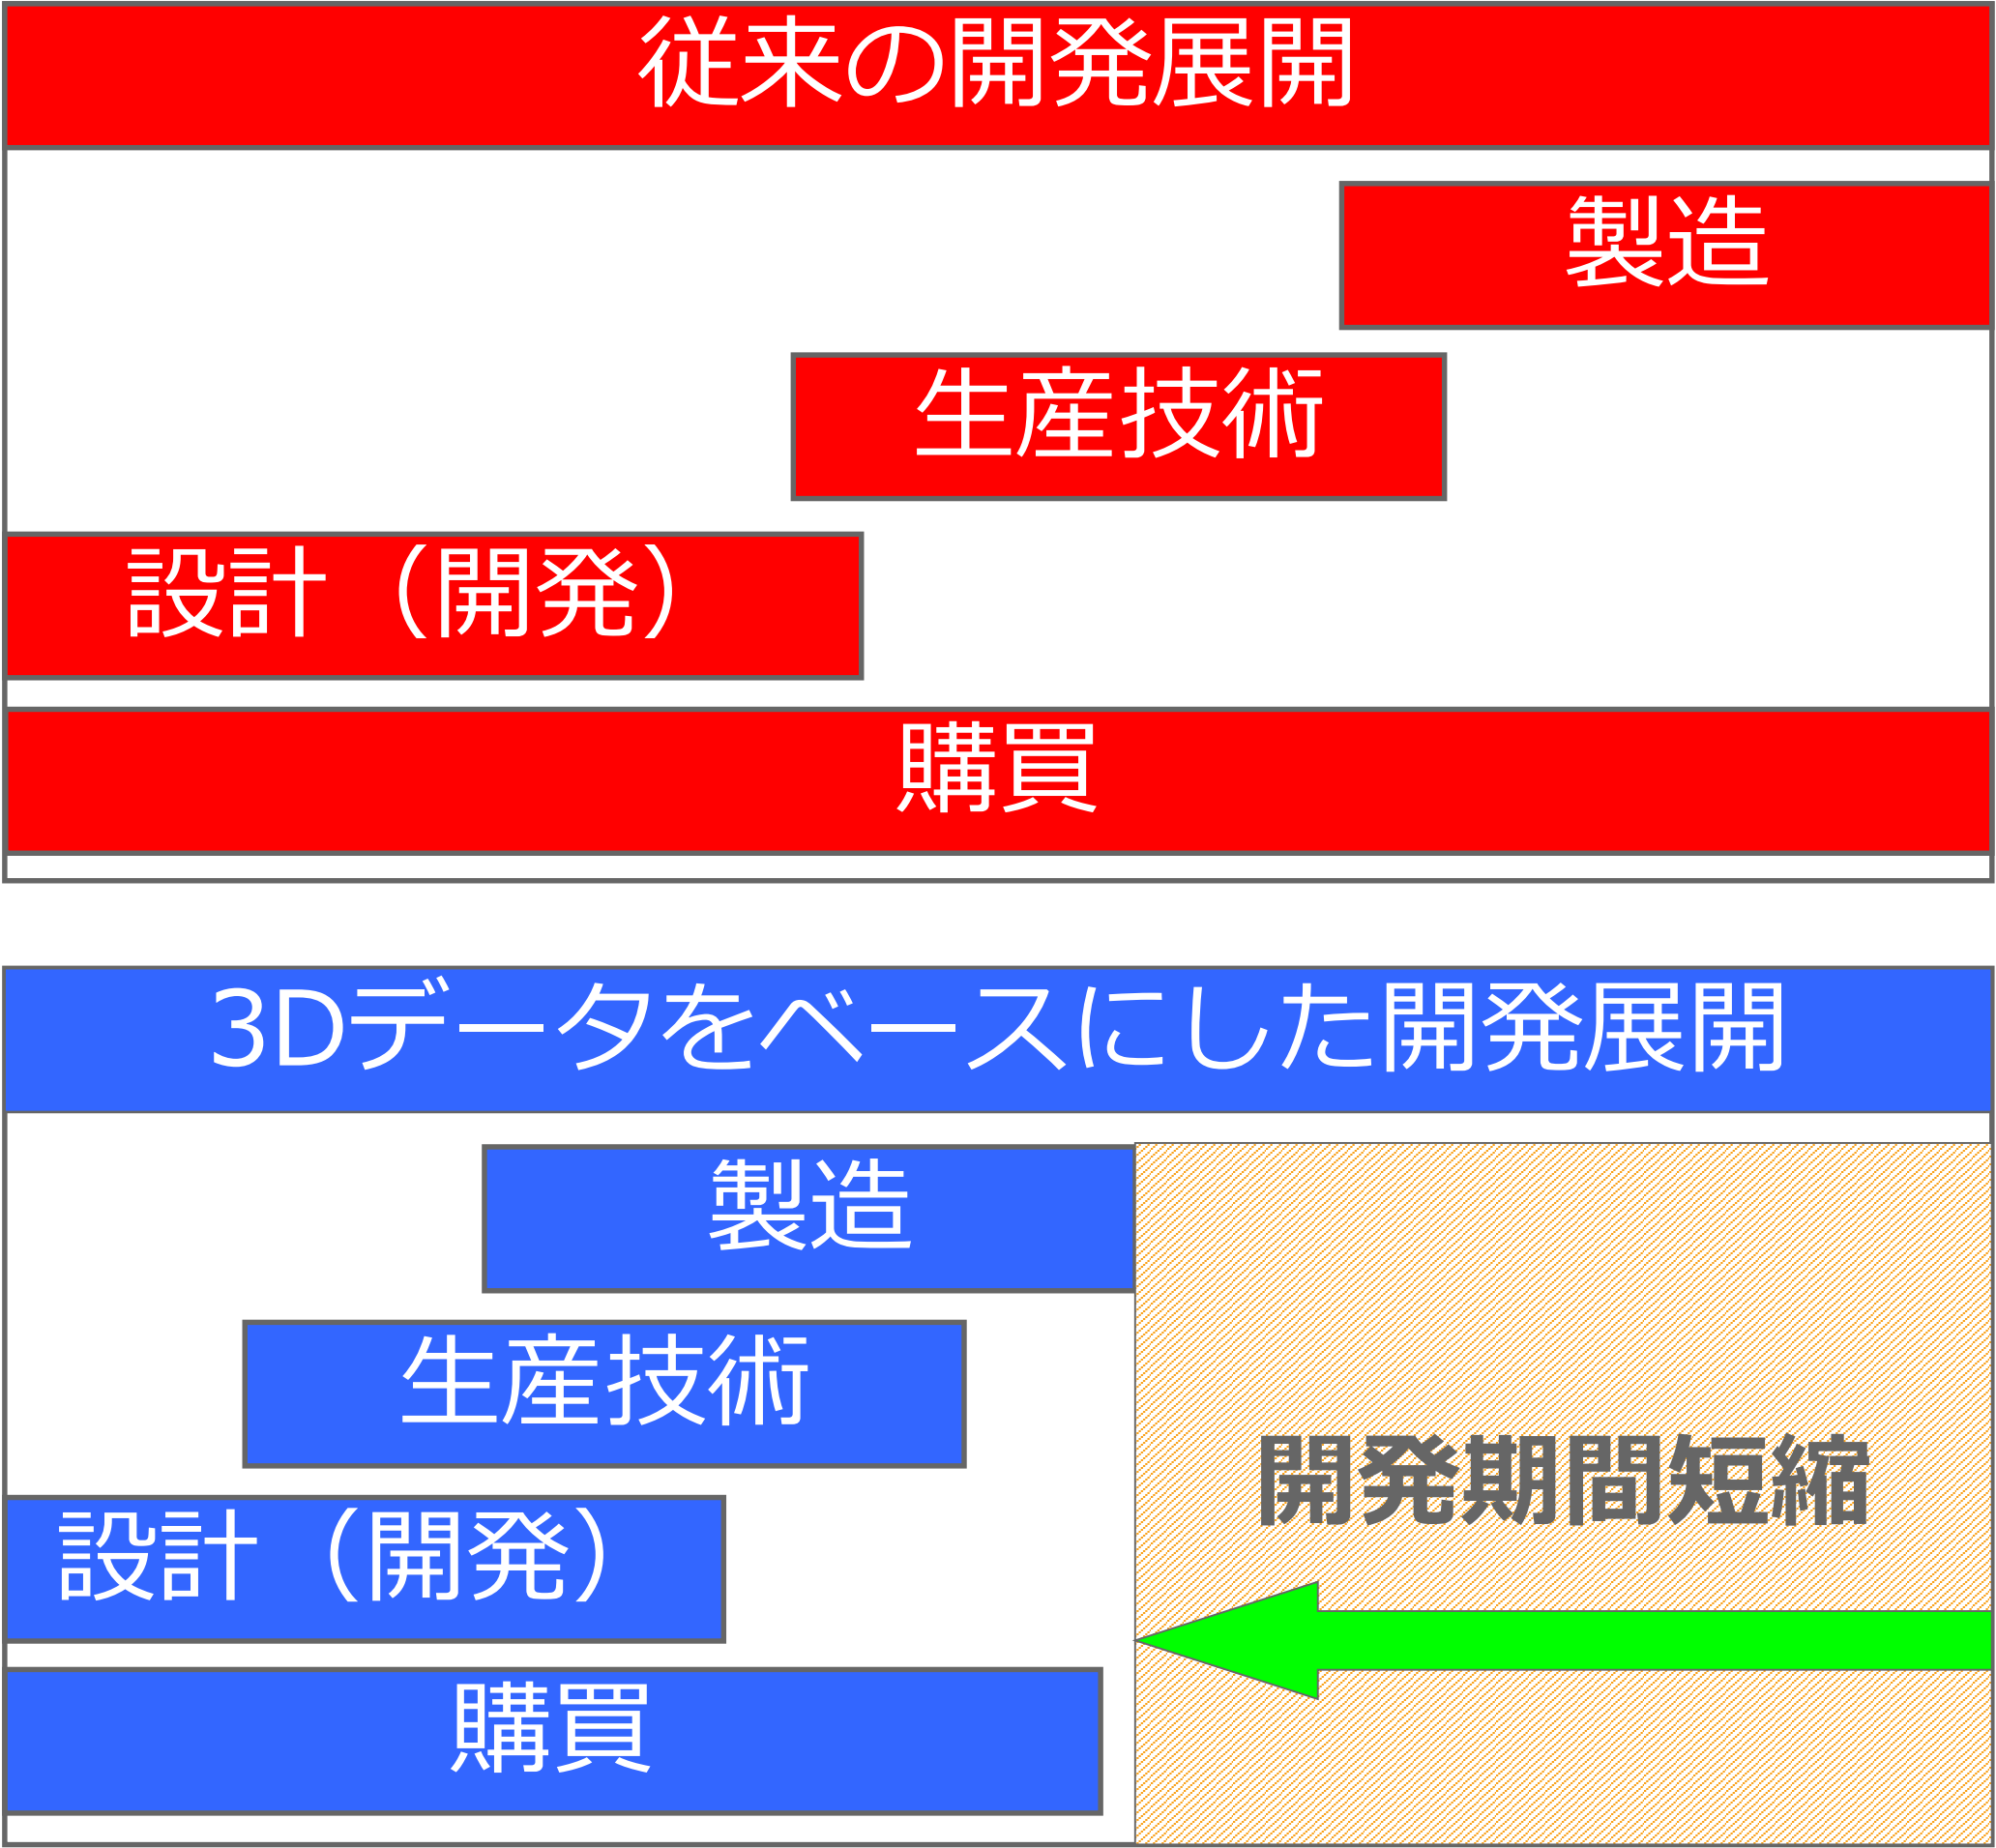 従来の開発展開
製造
生産技術
設計（開発）
購買
3Dデータをベースにした開発展開
製造
生産技術
設計（開発）
購買
開発期間短縮